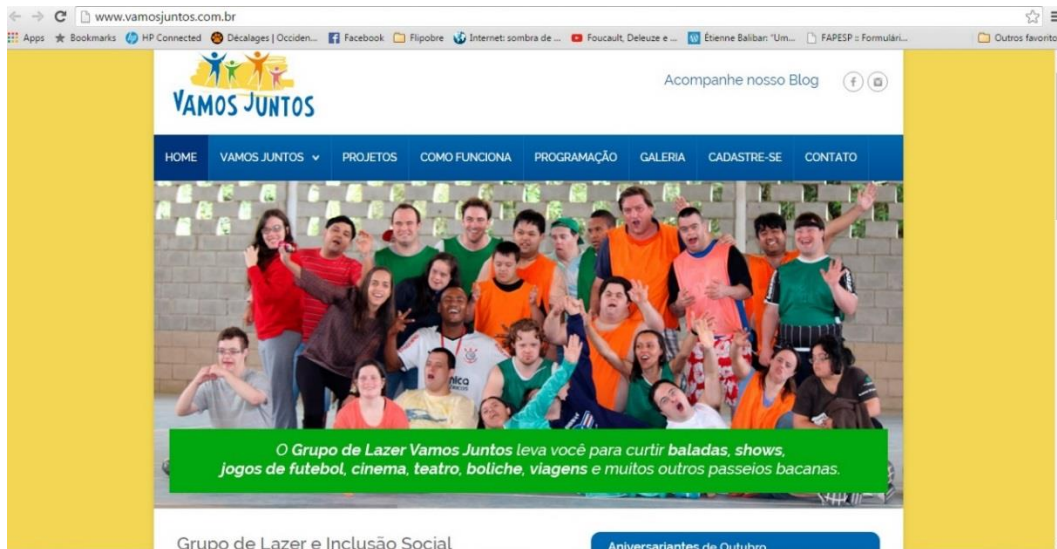 www.vamosjuntos.com.br
Apps Bookmarks HP Connected Décalages | Occiden... Facebook Flipobre Internet: sombra de ... Foucault, Deleuze e ... Étienne Balibar: "Um... FAPESP :: Formulári... Outros favorito
VAMOS JUNTOS
Acompanhe nosso Blog
HOME VAMOS JUNTOS PROJETOS COMO FUNCIONA PROGRAMAÇÃO GALERIA CADASTRE-SE CONTATO
O Grupo de Lazer Vamos Juntos leva você para curtir baladas, shows,
jogos de futebol, cinema, teatro, boliche, viagens e muitos outros passeios bacanas.
Grupo de Lazer e Inclusão Social
Aniversariantes de Outubro